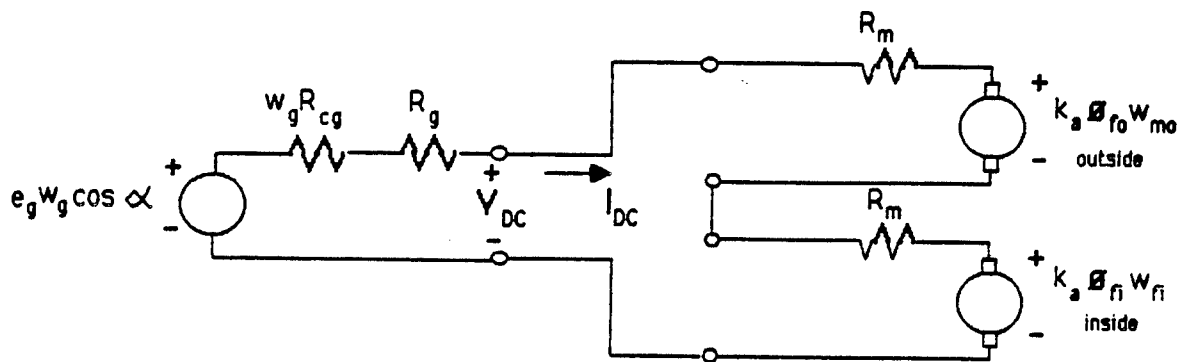 R_m
w_g R_cg
R_g
+
e_g w_g cos α
-
+
V_DC
-
I_DC
+
k_a Ø_fo w_mo
-
outside
R_m
+
k_a Ø_fi w_fi
-
inside